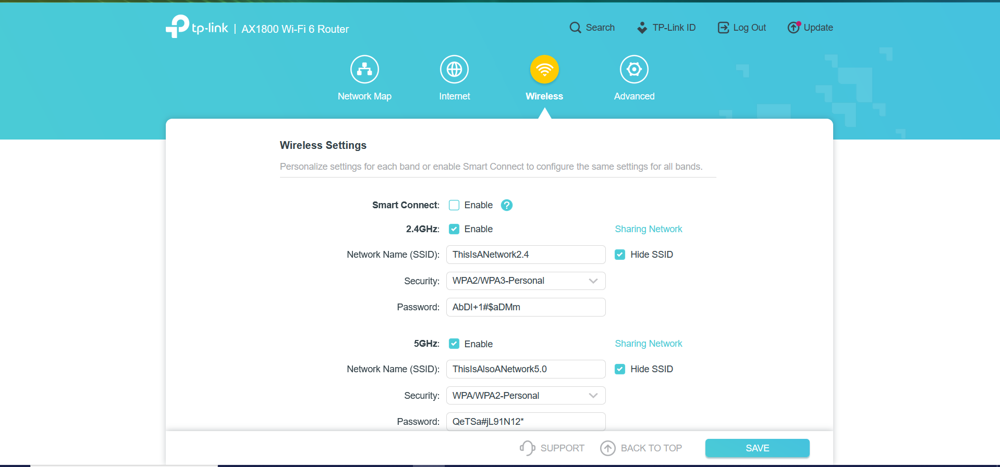 tp-link | AX1800 Wi-Fi 6 Router
Search TP-Link ID Log Out Update
Network Map Internet Wireless Advanced
Wireless Settings
Personalize settings for each band or enable Smart Connect to configure the same settings for all bands.
Smart Connect: Enable ?
2.4GHz: Enable Sharing Network
Network Name (SSID): ThisIsANetwork2.4 Hide SSID
Security: WPA2/WPA3-Personal
Password: AbDI+1#$aDMm
5GHz: Enable Sharing Network
Network Name (SSID): ThisIsAlsoANetwork5.0 Hide SSID
Security: WPA/WPA2-Personal
Password: QeTSa#jL91N12*
SUPPORT BACK TO TOP SAVE